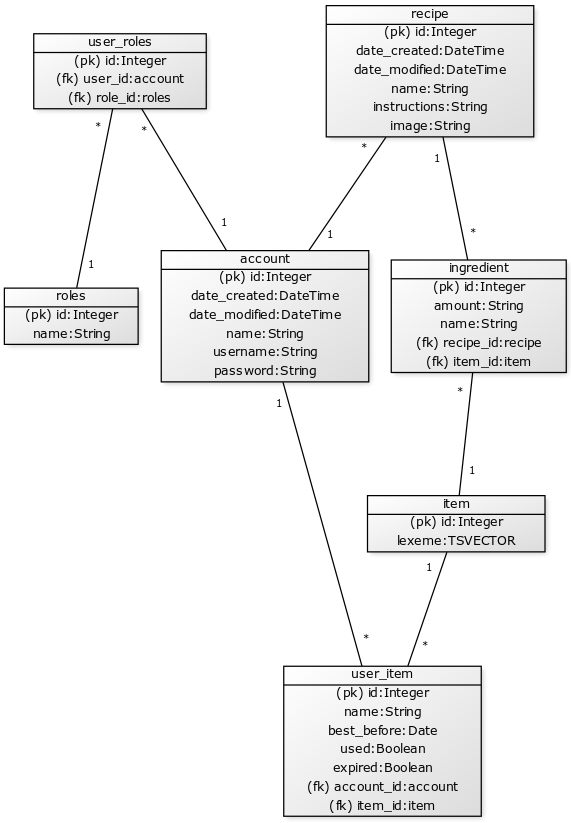 user_roles
(pk) id:Integer
(fk) user_id:account
(fk) role_id:roles
recipe
(pk) id:Integer
date_created:DateTime
date_modified:DateTime
name:String
instructions:String
image:String
*
*
*
1
1
1
1
*
roles
(pk) id:Integer
name:String
account
(pk) id:Integer
date_created:DateTime
date_modified:DateTime
name:String
username:String
password:String
ingredient
(pk) id:Integer
amount:String
name:String
(fk) recipe_id:recipe
(fk) item_id:item
1
*
1
item
(pk) id:Integer
lexeme:TSVECTOR
1
*
*
user_item
(pk) id:Integer
name:String
best_before:Date
used:Boolean
expired:Boolean
(fk) account_id:account
(fk) item_id:item